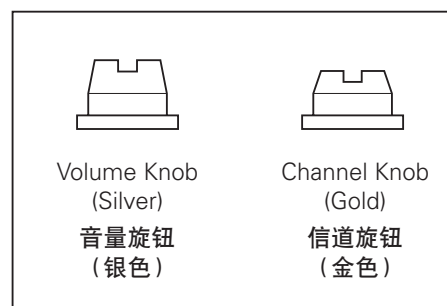 Volume Knob
(Silver)
音量旋钮
（银色）
Channel Knob
(Gold)
信道旋钮
（金色）